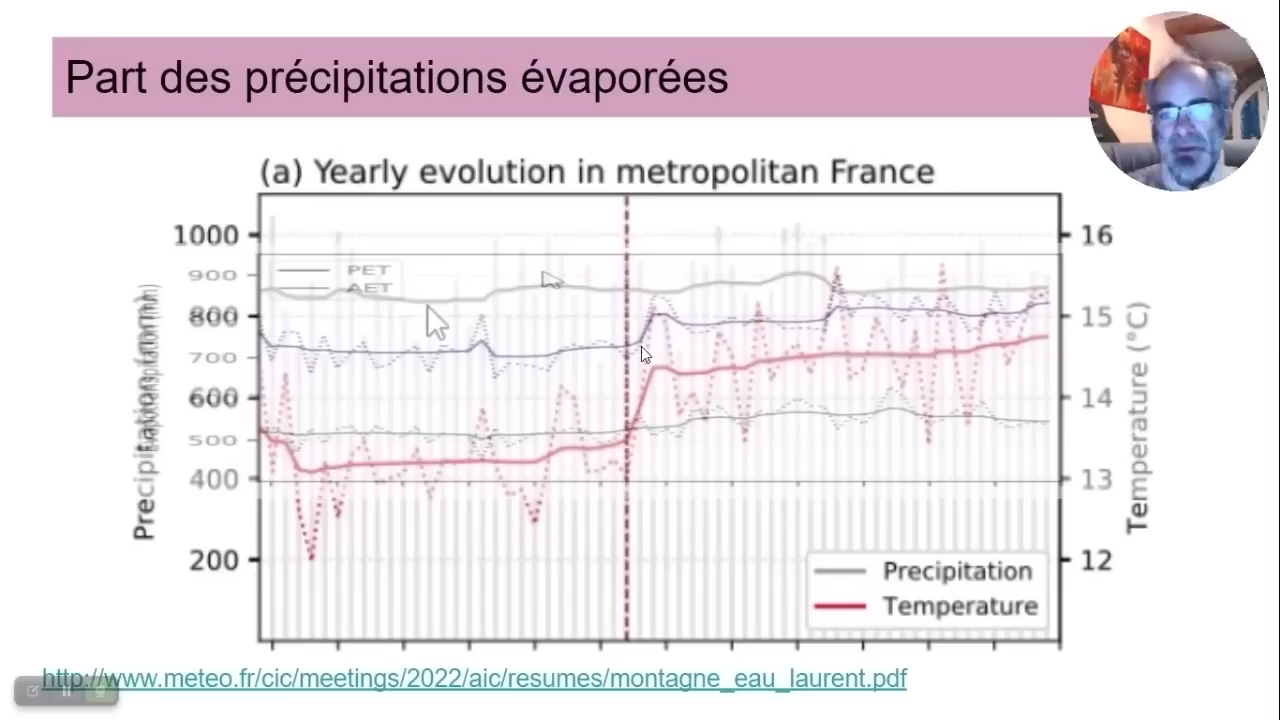 Part des précipitations évaporées
(a) Yearly evolution in metropolitan France
1000
16
900
PET
AET
800
15
700
600
14
500
400
13
200
12
Temperature (°C)
Precipitation
Temperature
http://www.meteo.fr/cic/meetings/2022/aic/resumes/montagne_eau_laurent.pdf